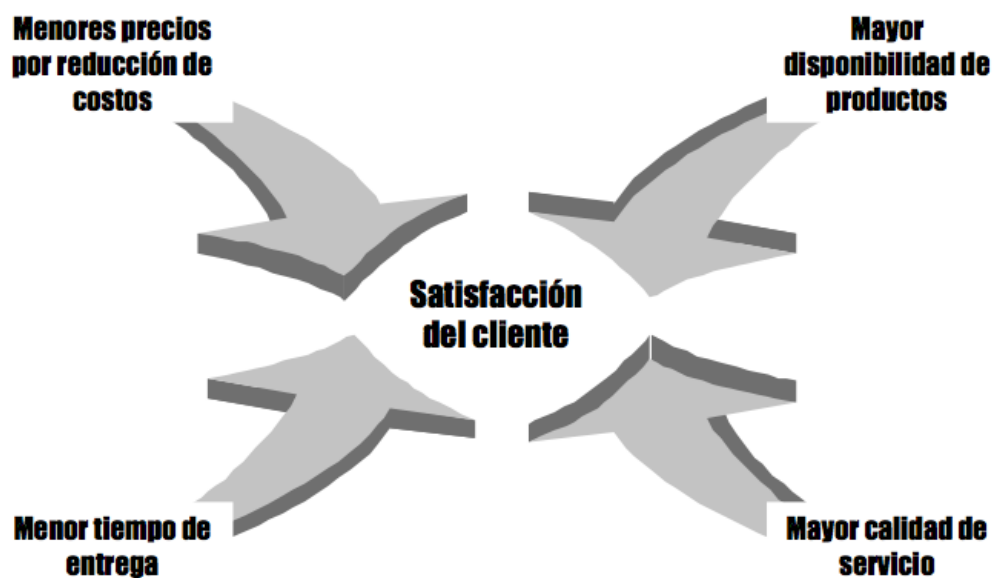 Menores precios
por reducción de
costos
Mayor
disponibilidad de
productos
Satisfacción
del cliente
Menor tiempo de
entrega
Mayor calidad de
servicio